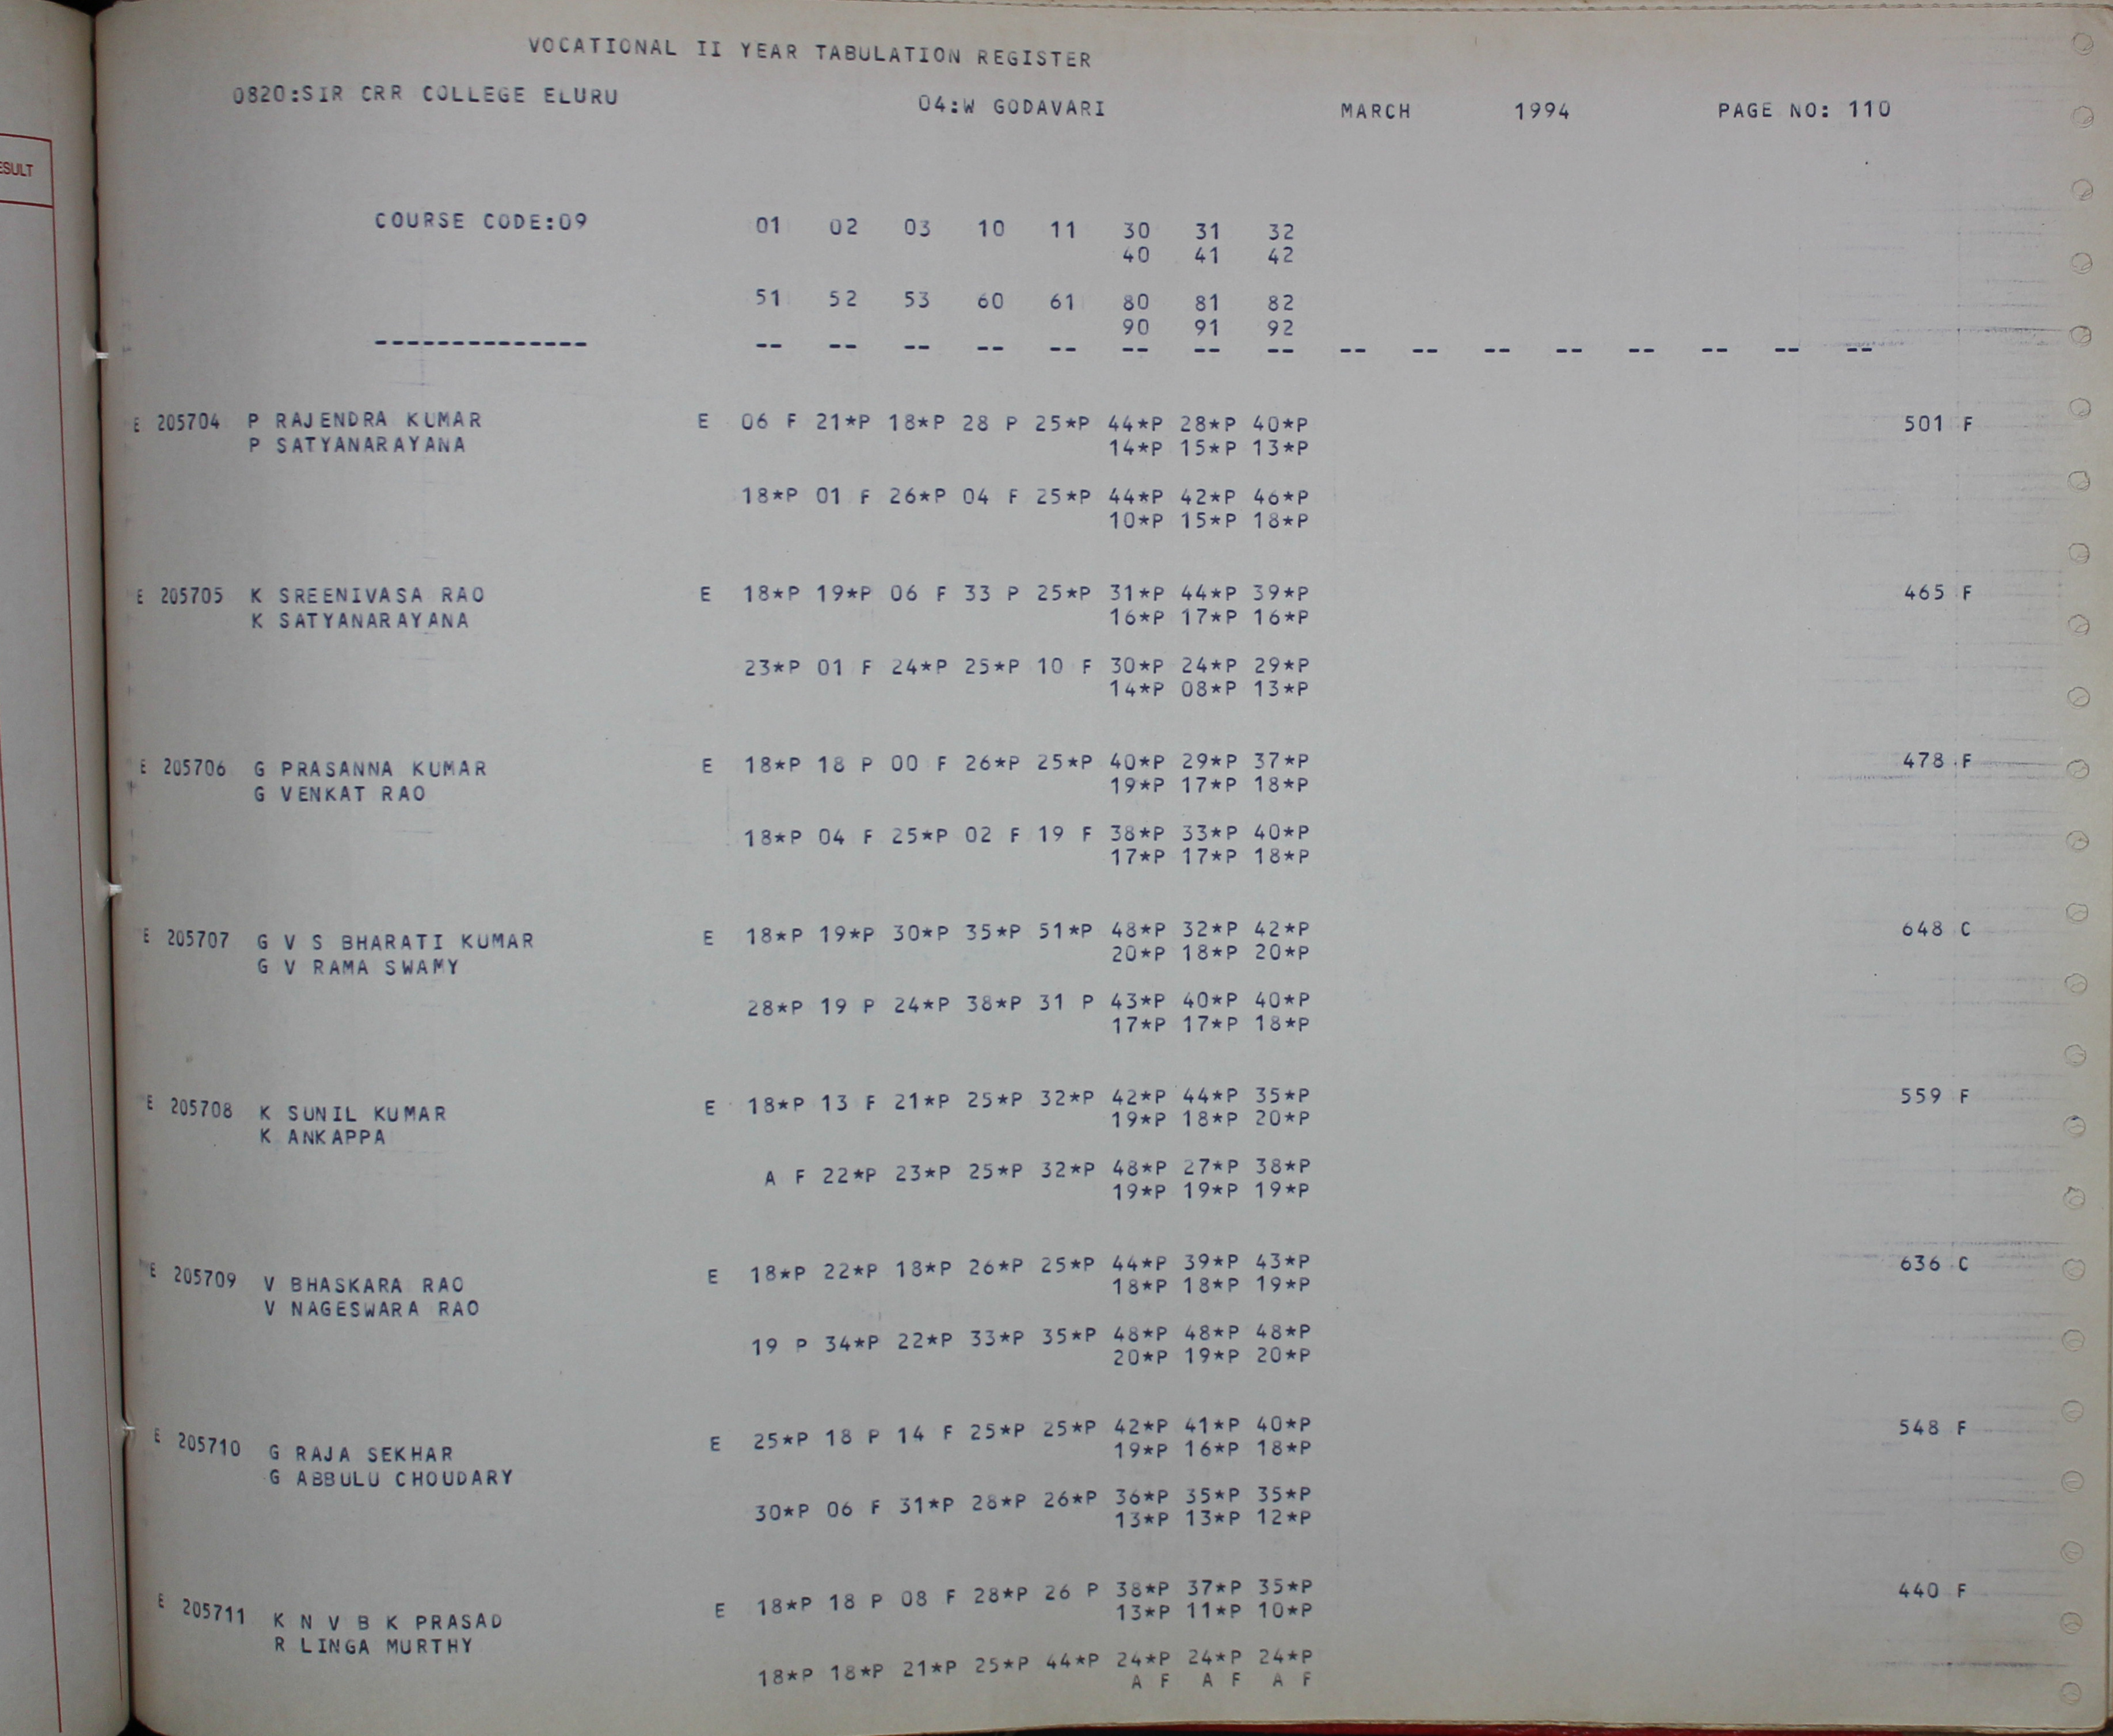 ESULT
VOCATIONAL II YEAR TABULATION REGISTER
0820:SIR CRR COLLEGE ELURU 04:W GODAVARI MARCH 1994 PAGE NO: 110
COURSE CODE:09 01 02 03 10 11 30 31 32
40 41 42
51 52 53 60 61 80 81 82
90 91 92
-------------- -- -- -- -- -- -- -- -- -- -- -- -- -- -- -- --
E 205704 P RAJENDRA KUMAR E 06 F 21*P 18*P 28 P 25*P 44*P 28*P 40*P 501 F
P SATYANARAYANA 14*P 15*P 13*P
18*P 01 F 26*P 04 F 25*P 44*P 42*P 46*P
10*P 15*P 18*P
E 205705 K SREENIVASA RAO E 18*P 19*P 06 F 33 P 25*P 31*P 44*P 39*P 465 F
K SATYANARAYANA 16*P 17*P 16*P
23*P 01 F 24*P 25*P 10 F 30*P 24*P 29*P
14*P 08*P 13*P
E 205706 G PRASANNA KUMAR E 18*P 18 P 00 F 26*P 25*P 40*P 29*P 37*P 478 F
G VENKAT RAO 19*P 17*P 18*P
18*P 04 F 25*P 02 F 19 F 38*P 33*P 40*P
17*P 17*P 18*P
E 205707 G V S BHARATI KUMAR E 18*P 19*P 30*P 35*P 51*P 48*P 32*P 42*P 648 C
G V RAMA SWAMY 20*P 18*P 20*P
28*P 19 P 24*P 38*P 31 P 43*P 40*P 40*P
17*P 17*P 18*P
E 205708 K SUNIL KUMAR E 18*P 13 F 21*P 25*P 32*P 42*P 44*P 35*P 559 F
K ANKAPPA 19*P 18*P 20*P
A F 22*P 23*P 25*P 32*P 48*P 27*P 38*P
19*P 19*P 19*P
E 205709 V BHASKARA RAO E 18*P 22*P 18*P 26*P 25*P 44*P 39*P 43*P 636 C
V NAGESWARA RAO 18*P 18*P 19*P
19 P 34*P 22*P 33*P 35*P 48*P 48*P 48*P
20*P 19*P 20*P
E 205710 G RAJA SEKHAR E 25*P 18 P 14 F 25*P 25*P 42*P 41*P 40*P 548 F
G ABBULU CHOUDARY 19*P 16*P 18*P
30*P 06 F 31*P 28*P 26*P 36*P 35*P 35*P
13*P 13*P 12*P
E 205711 K N V B K PRASAD E 18*P 18 P 08 F 28*P 26 P 38*P 37*P 35*P 440 F
R LINGA MURTHY 13*P 11*P 10*P
18*P 18*P 21*P 25*P 44*P 24*P 24*P 24*P
A F A F A F